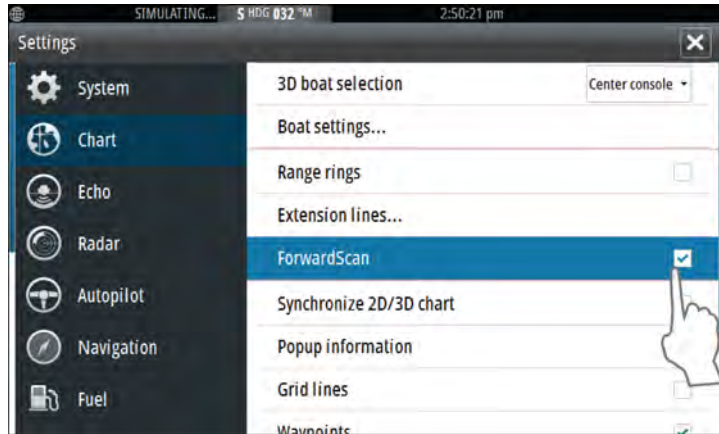 SIMULATING... S HDG 032 °M 2:50:21 pm
Settings
System
Chart
Echo
Radar
Autopilot
Navigation
Fuel
3D boat selection Center console
Boat settings...
Range rings
Extension lines...
ForwardScan
Synchronize 2D/3D chart
Popup information
Grid lines
Waypoints